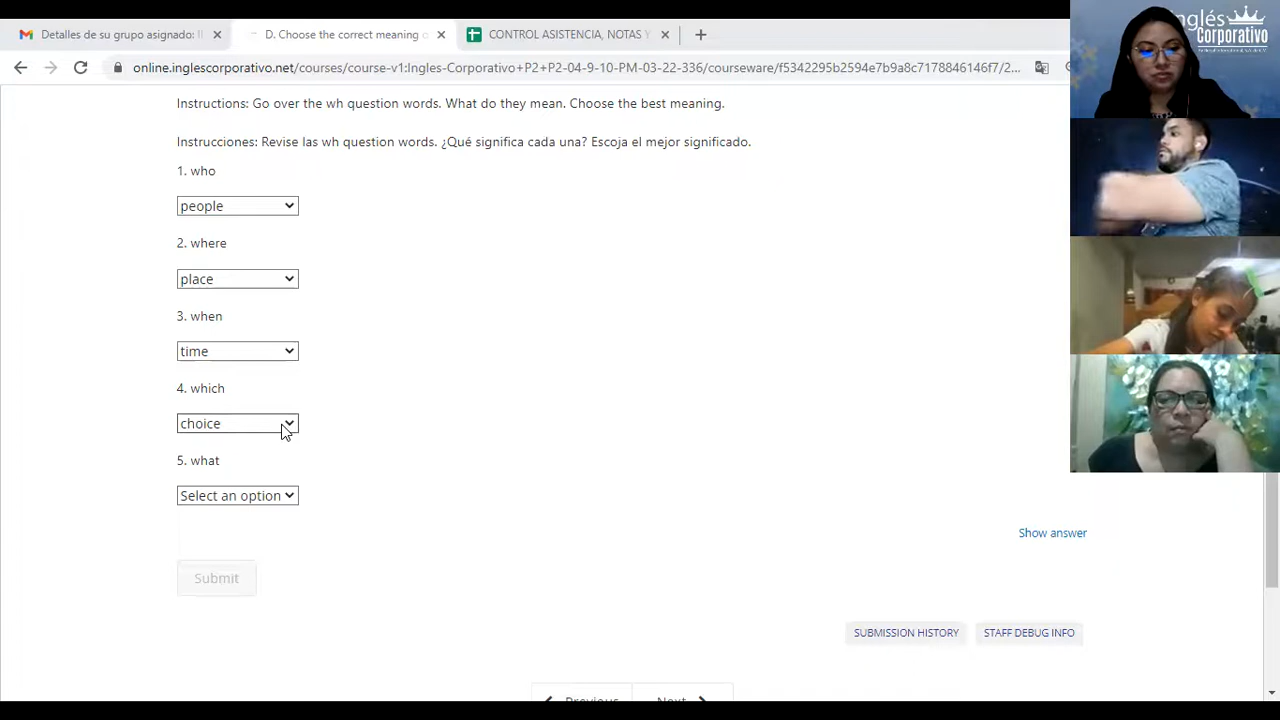 Detalles de su grupo asignado: I
D. Choose the correct meaning o
CONTROL ASISTENCIA, NOTAS Y
online.inglescorporativo.net/courses/course-v1:Ingles-Corporativo+P2+P2-04-9-10-PM-03-22-336/courseware/f5342295b2594e7b9a8c7178846146f7/2...
Inglés
Corporativo
Instructions: Go over the wh question words. What do they mean. Choose the best meaning.
Instrucciones: Revise las wh question words. ¿Qué significa cada una? Escoja el mejor significado.
1. who
people
2. where
place
3. when
time
4. which
choice
5. what
Select an option
Show answer
Submit
SUBMISSION HISTORY
STAFF DEBUG INFO
Previous
Next